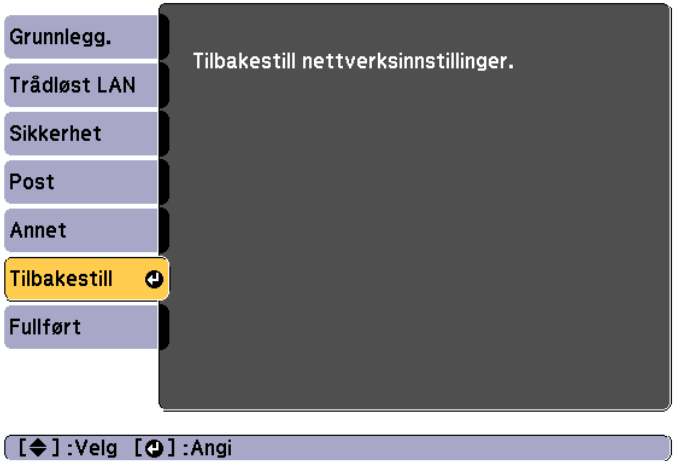 Grunnlegg.
Trådløst LAN
Sikkerhet
Post
Annet
Tilbakestill
Fullført
Tilbakestill nettverksinnstillinger.
[◆] :Velg [↵] :Angi